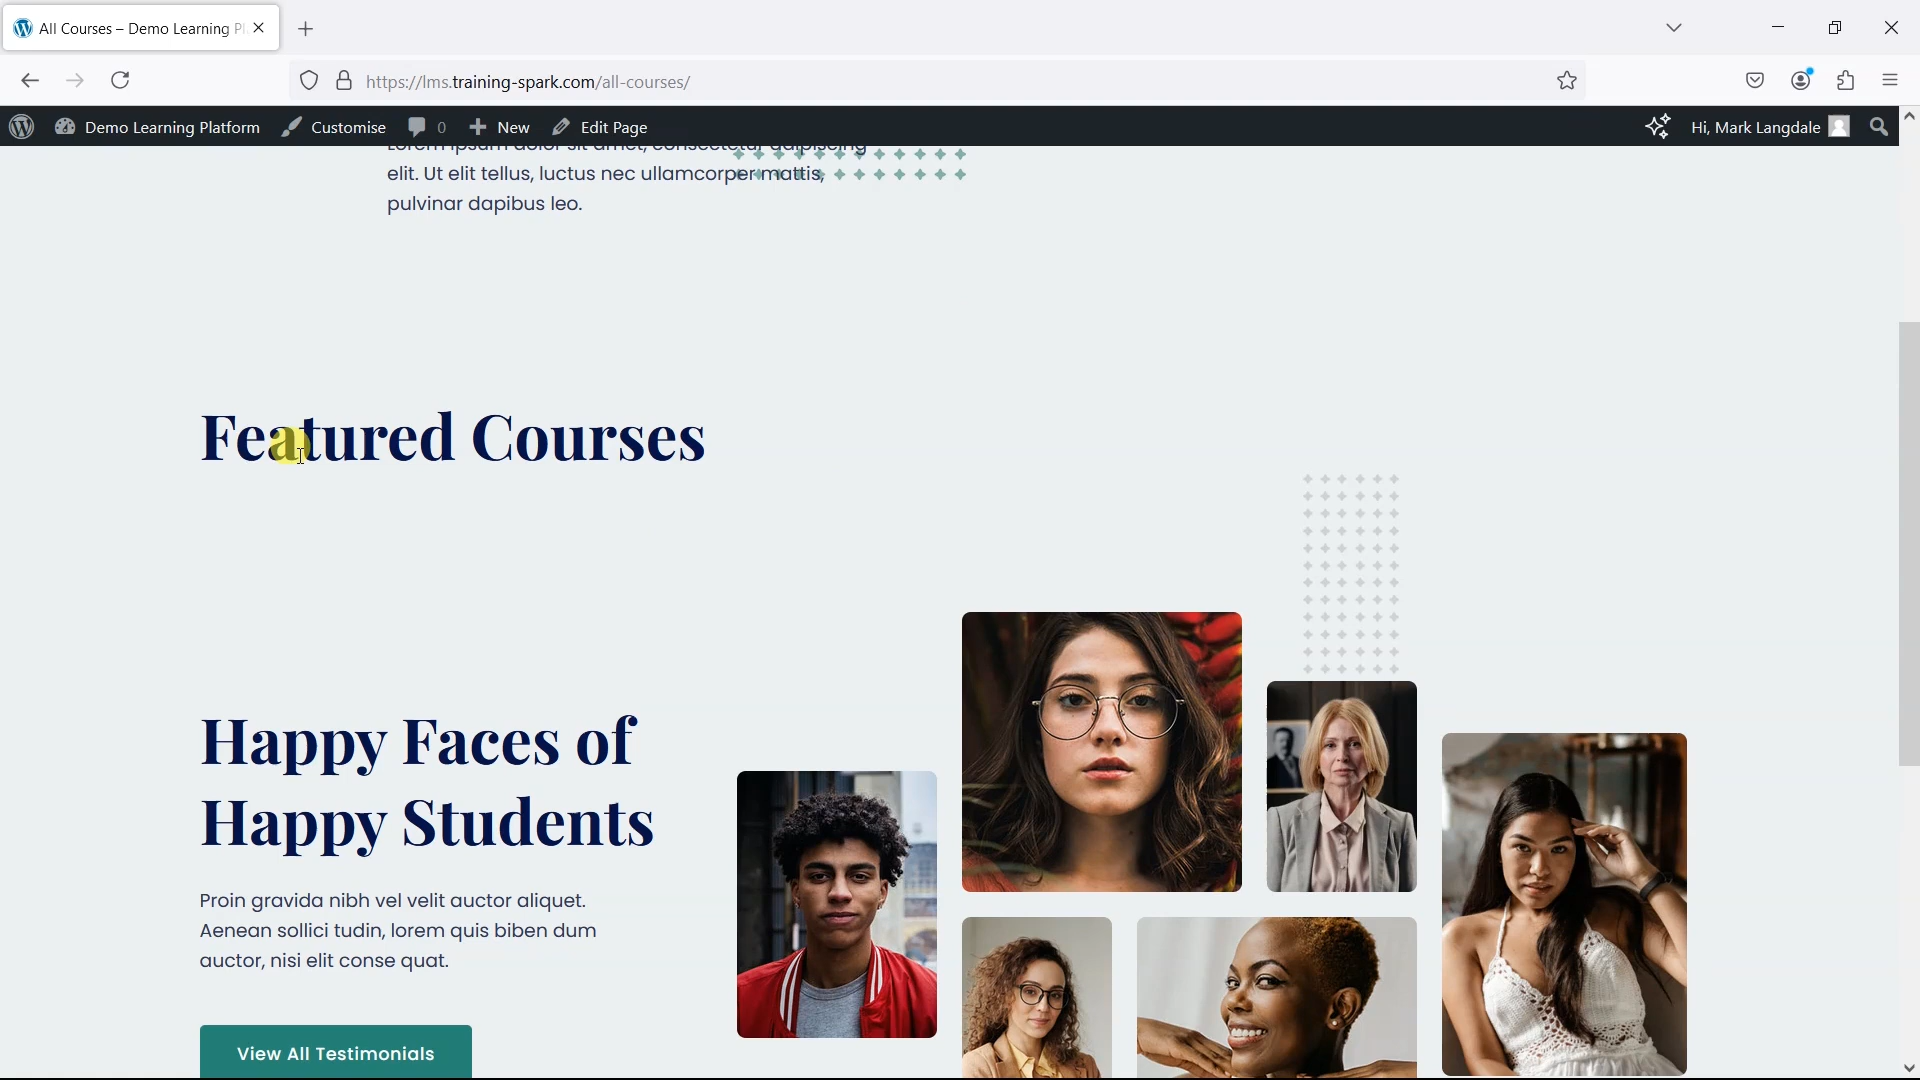 All Courses – Demo Learning Pl
https://lms.training-spark.com/all-courses/
Demo Learning Platform Customise 0 New Edit Page Hi, Mark Langdale
Lorem ipsum dolor sit amet, consectetur adipiscing
elit. Ut elit tellus, luctus nec ullamcorper mattis,
pulvinar dapibus leo.
Featured Courses
Happy Faces of
Happy Students
Proin gravida nibh vel velit auctor aliquet.
Aenean sollici tudin, lorem quis biben dum
auctor, nisi elit conse quat.
View All Testimonials